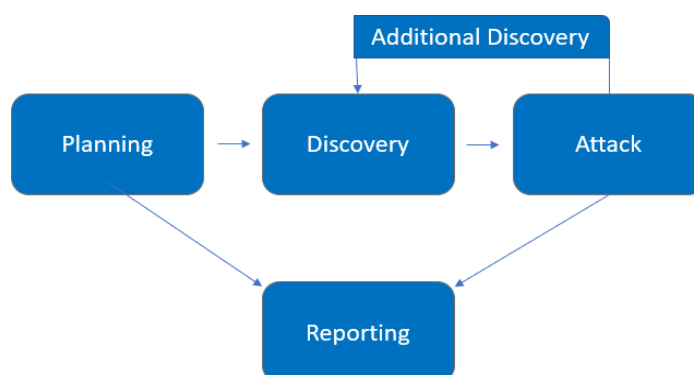 Additional Discovery
Planning
Discovery
Attack
Reporting